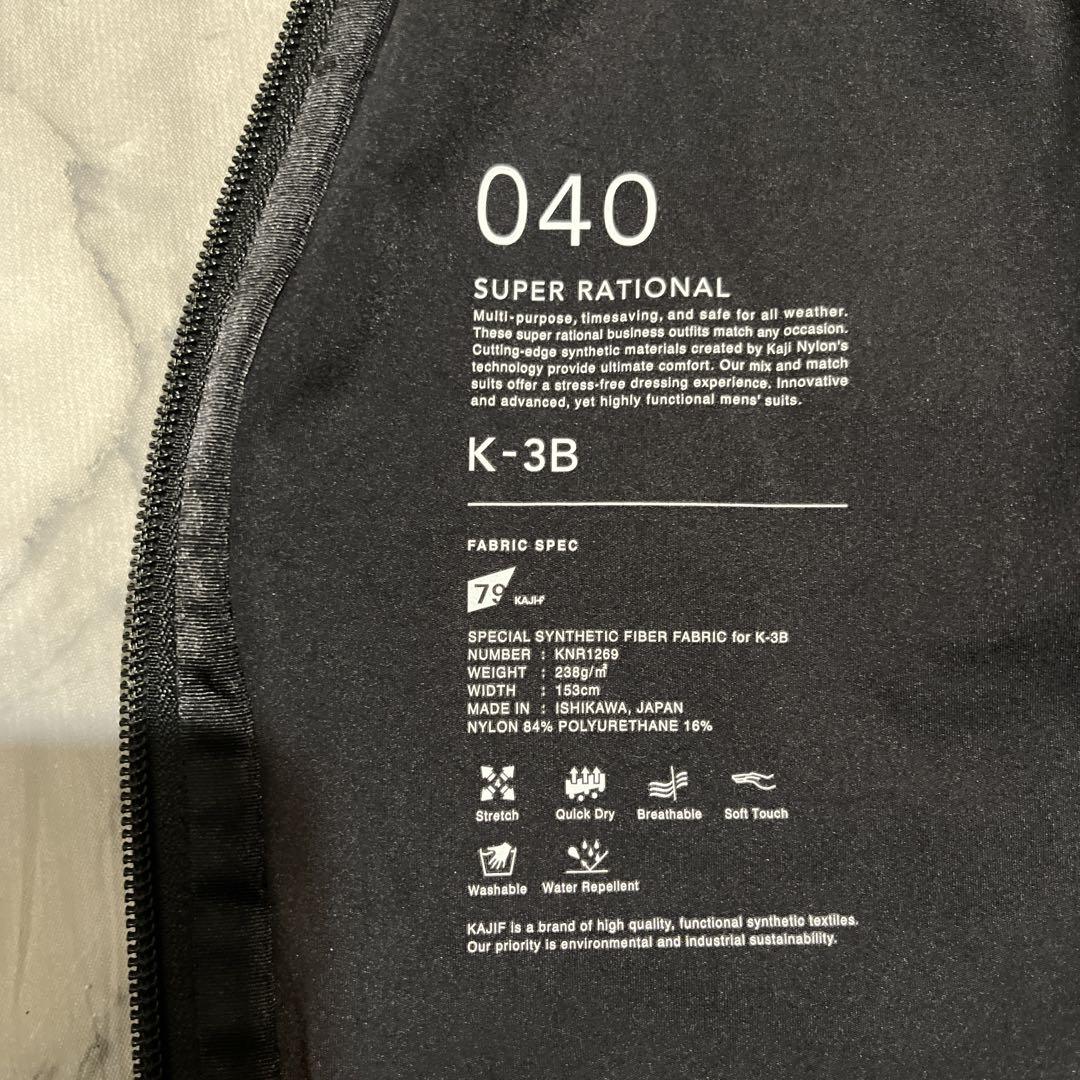 040
SUPER RATIONAL
Multi-purpose, timesaving, and safe for all weather.
These super rational business outfits match any occasion.
Cutting-edge synthetic materials created by Kaji Nylon's
technology provide ultimate comfort. Our mix and match
suits offer a stress-free dressing experience. Innovative
and advanced, yet highly functional mens' suits.
K-3B
FABRIC SPEC
79 KAJIF
SPECIAL SYNTHETIC FIBER FABRIC for K-3B
NUMBER : KNR1269
WEIGHT : 238g/㎡
WIDTH : 153cm
MADE IN : ISHIKAWA, JAPAN
NYLON 84% POLYURETHANE 16%
Stretch Quick Dry Breathable Soft Touch
Washable Water Repellent
KAJIF is a brand of high quality, functional synthetic textiles.
Our priority is environmental and industrial sustainability.